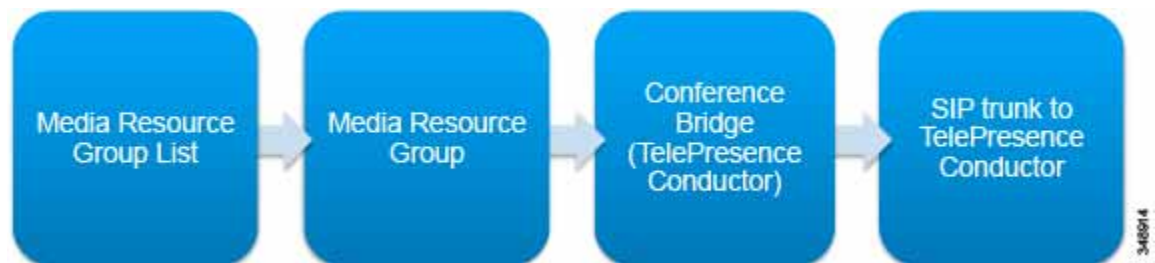 Media Resource
Group List
Media Resource
Group
Conference
Bridge
(TelePresence
Conductor)
SIP trunk to
TelePresence
Conductor
348914